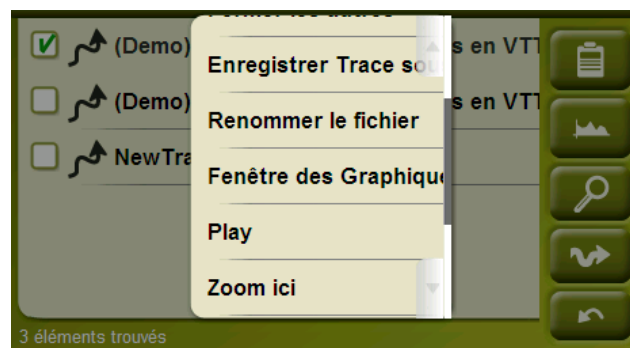 (Demo)
s en VTT
Enregistrer Trace sou
(Demo)
s en VTT
Renommer le fichier
NewTra
Fenêtre des Graphique
Play
Zoom ici
3 éléments trouvés